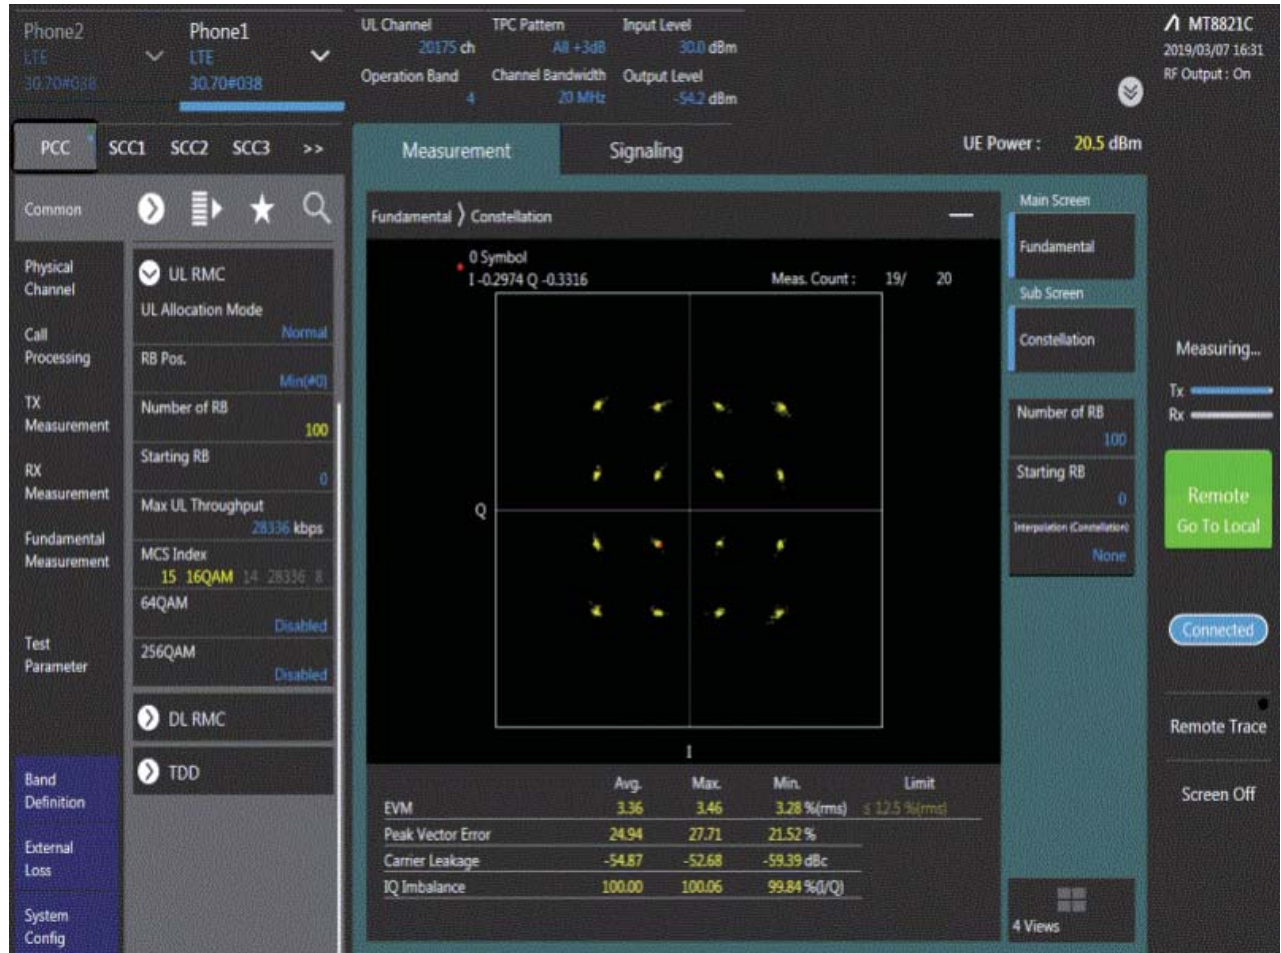 Phone2
LTE
30.70#038
Phone1
LTE
30.70#038
UL Channel
20175 ch
TPC Pattern
All +3dB
Input Level
30.0 dBm
Operation Band
4
Channel Bandwidth
20 MHz
Output Level
-54.2 dBm
MT8821C
2019/03/07 16:31
RF Output : On
PCC SCC1 SCC2 SCC3 >>
Measurement
Signaling
UE Power : 20.5 dBm
Common
Physical
Channel
Call
Processing
TX
Measurement
RX
Measurement
Fundamental
Measurement
Test
Parameter
Band
Definition
External
Loss
System
Config
UL RMC
UL Allocation Mode
Normal
RB Pos.
Min(#0)
Number of RB
100
Starting RB
0
Max UL Throughput
28336 kbps
MCS Index
15 16QAM 14 28336 8
64QAM
Disabled
256QAM
Disabled
DL RMC
TDD
Fundamental 〉 Constellation
0 Symbol
I -0.2974 Q -0.3316
Meas. Count : 19/ 20
Q
I
Avg. Max. Min. Limit
EVM 3.36 3.46 3.28 %(rms) ≤ 12.5 %(rms)
Peak Vector Error 24.94 27.71 21.52 %
Carrier Leakage -54.87 -52.68 -59.39 dBc
IQ Imbalance 100.00 100.06 99.84 %(I/Q)
Main Screen
Fundamental
Sub Screen
Constellation
Number of RB
100
Starting RB
0
Interpolation (Constellation)
None
4 Views
Measuring...
Tx
Rx
Remote
Go To Local
Connected
Remote Trace
Screen Off